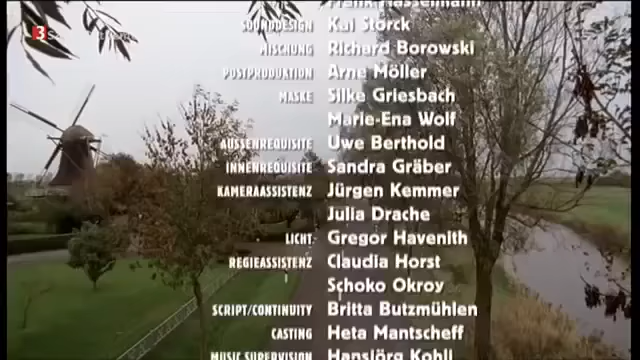 Frank Hasselmann
SOUNDDESIGN Kai Storck
MISCHUNG Richard Borowski
POSTPRODUKTION Arne Möller
MASKE Silke Griesbach
Marie-Ena Wolf
AUSSENREQUISITE Uwe Berthold
INNENREQUISITE Sandra Gräber
KAMERAASSISTENZ Jürgen Kemmer
Julia Drache
LICHT Gregor Havenith
REGIEASSISTENZ Claudia Horst
Schoko Okroy
SCRIPT/CONTINUITY Britta Butzmühlen
CASTING Heta Mantscheff
MUSIC SUPERVISION Hansjörg Kohli